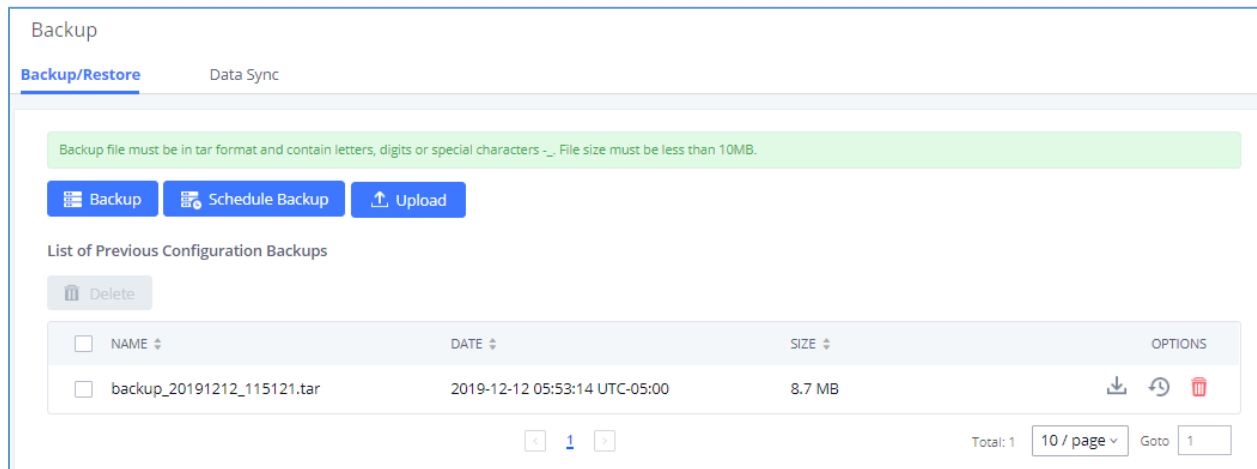 Backup
Backup/Restore Data Sync
Backup file must be in tar format and contain letters, digits or special characters -_. File size must be less than 10MB.
Backup Schedule Backup Upload
List of Previous Configuration Backups
Delete
NAME DATE SIZE OPTIONS
backup_20191212_115121.tar 2019-12-12 05:53:14 UTC-05:00 8.7 MB
< 1 > Total: 1 10 / page Goto 1